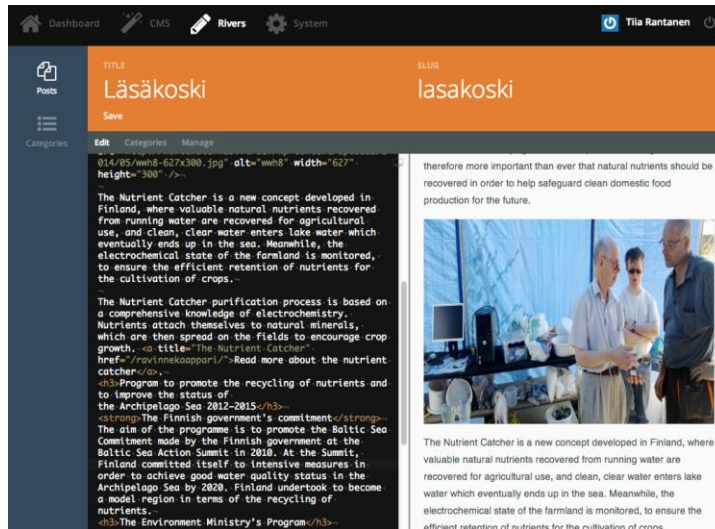 Dashboard
CMS
Rivers
System
Tiia Rantanen
Posts
Categories
TITLE
Läsäkoski
Save
SLUG
lasakoski
Edit Categories Manage
014/05/wwh8-627x300.jpg" alt="wwh8" width="627"
height="300" />
The Nutrient Catcher is a new concept developed in
Finland, where valuable natural nutrients recovered
from running water are recovered for agricultural
use, and clean, clear water enters lake water which
eventually ends up in the sea. Meanwhile, the
electrochemical state of the farmland is monitored,
to ensure the efficient retention of nutrients for
the cultivation of crops.
The Nutrient Catcher purification process is based on
a comprehensive knowledge of electrochemistry.
Nutrients attach themselves to natural minerals,
which are then spread on the fields to encourage crop
growth. <a title="The Nutrient Catcher"
href="/ravinnekaappari/">Read more about the nutrient
catcher</a>.
<h3>Program to promote the recycling of nutrients and
to improve the status of
the Archipelago Sea 2012–2015</h3>
<strong>The Finnish government's commitment</strong>
The aim of the programme is to promote the Baltic Sea
Commitment made by the Finnish government at the
Baltic Sea Action Summit in 2010. At the Summit,
Finland committed itself to intensive measures in
order to achieve good water quality status in the
Archipelago Sea by 2020. Finland undertook to become
a model region in terms of the recycling of
nutrients.
<h3>The Environment Ministry's Program</h3>
therefore more important than ever that natural nutrients should be
recovered in order to help safeguard clean domestic food
production for the future.
The Nutrient Catcher is a new concept developed in Finland, where
valuable natural nutrients recovered from running water are
recovered for agricultural use, and clean, clear water enters lake
water which eventually ends up in the sea. Meanwhile, the
electrochemical state of the farmland is monitored, to ensure the
efficient retention of nutrients for the cultivation of crops.